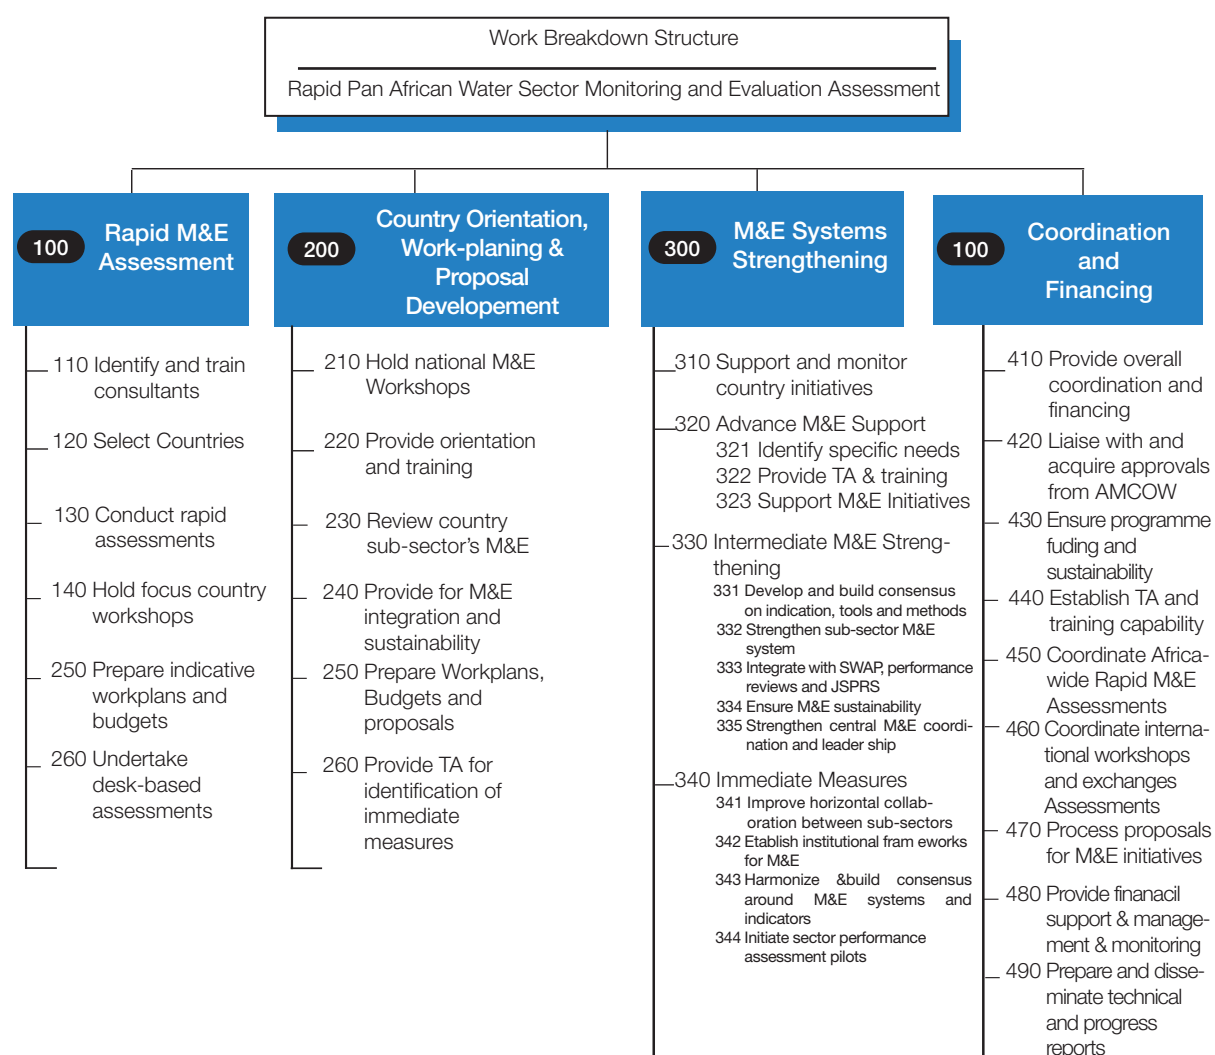 Work Breakdown Structure
Rapid Pan African Water Sector Monitoring and Evaluation Assessment
100
Rapid M&E
Assessment
110 Identify and train
consultants
120 Select Countries
130 Conduct rapid
assessments
140 Hold focus country
workshops
250 Prepare indicative
workplans and
budgets
260 Undertake
desk-based
assessments
200
Country Orientation,
Work-planing &
Proposal
Developement
210 Hold national M&E
Workshops
220 Provide orientation
and training
230 Review country
sub-sector's M&E
240 Provide for M&E
integration and
sustainability
250 Prepare Workplans,
Budgets and
proposals
260 Provide TA for
identification of
immediate
measures
300
M&E Systems
Strengthening
310 Support and monitor
country initiatives
320 Advance M&E Support
321 Identify specific needs
322 Provide TA & training
323 Support M&E Initiatives
330 Intermediate M&E Streng-
thening
331 Develop and build consensus
on indication, tools and methods
332 Strengthen sub-sector M&E
system
333 Integrate with SWAP, performance
reviews and JSPRS
334 Ensure M&E sustainability
335 Strengthen central M&E coordi-
nation and leader ship
340 Immediate Measures
341 Improve horizontal collab-
oration between sub-sectors
342 Etablish institutional fram eworks
for M&E
343 Harmonize &build consensus
around M&E systems and
indicators
344 Initiate sector performance
assessment pilots
100
Coordination
and
Financing
410 Provide overall
coordination and
financing
420 Liaise with and
acquire approvals
from AMCOW
430 Ensure programme
fuding and
sustainability
440 Establish TA and
training capability
450 Coordinate Africa-
wide Rapid M&E
Assessments
460 Coordinate interna-
tional workshops
and exchanges
Assessments
470 Process proposals
for M&E initiatives
480 Provide finanacil
support & manage-
ment & monitoring
490 Prepare and disse-
minate technical
and progress
reports